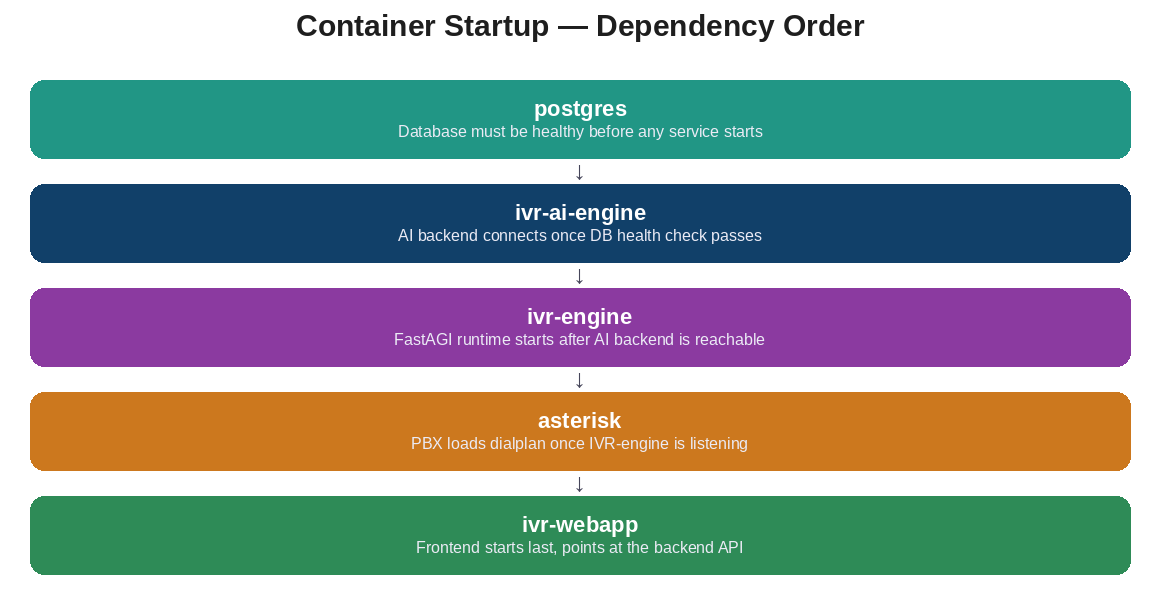 Container Startup — Dependency Order
postgres
Database must be healthy before any service starts
↓
ivr-ai-engine
AI backend connects once DB health check passes
↓
ivr-engine
FastAGI runtime starts after AI backend is reachable
↓
asterisk
PBX loads dialplan once IVR-engine is listening
↓
ivr-webapp
Frontend starts last, points at the backend API